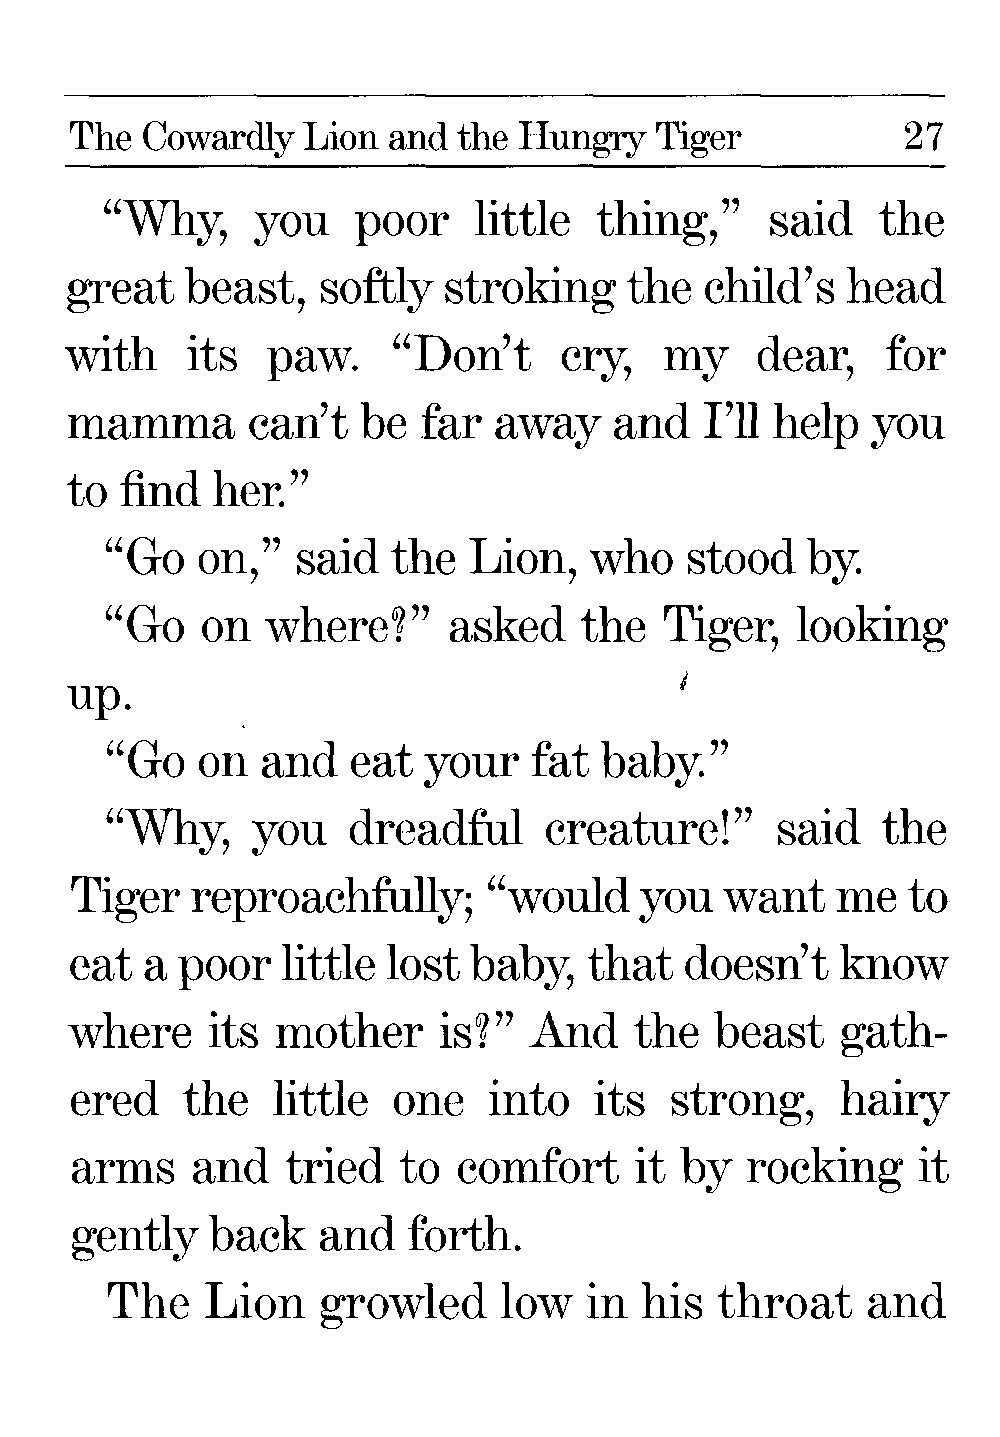 The Cowardly Lion and the Hungry Tiger 27
“Why, you poor little thing,” said the
great beast, softly stroking the child’s head
with its paw. “Don’t cry, my dear, for
mamma can’t be far away and I’ll help you
to find her.”
“Go on,” said the Lion, who stood by.
“Go on where?” asked the Tiger, looking
up.
“Go on and eat your fat baby.”
“Why, you dreadful creature!” said the
Tiger reproachfully; “would you want me to
eat a poor little lost baby, that doesn’t know
where its mother is?” And the beast gath-
ered the little one into its strong, hairy
arms and tried to comfort it by rocking it
gently back and forth.
The Lion growled low in his throat and